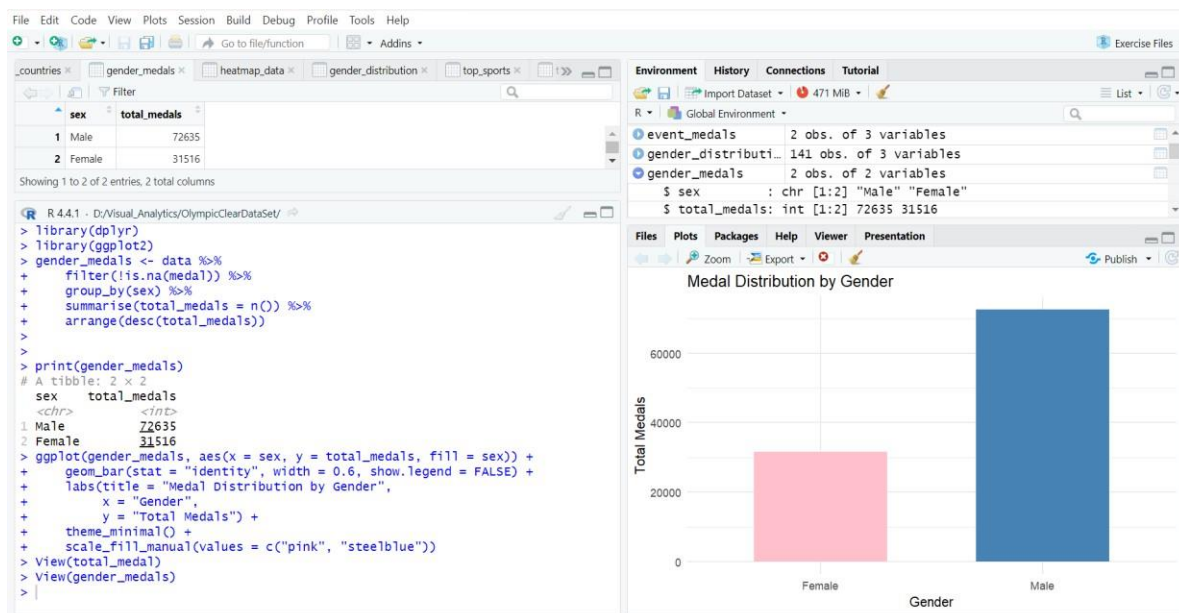 File Edit Code View Plots Session Build Debug Profile Tools Help
Go to file/function
Addins
Exercise Files
_countries
gender_medals
heatmap_data
gender_distribution
top_sports
Filter
sex total_medals
1 Male 72635
2 Female 31516
Showing 1 to 2 of 2 entries, 2 total columns
R 4.4.1 · D:/Visual_Analytics/OlympicClearDataSet/
> library(dplyr)
> library(ggplot2)
> gender_medals <- data %>%
+     filter(!is.na(medal)) %>%
+     group_by(sex) %>%
+     summarise(total_medals = n()) %>%
+     arrange(desc(total_medals))
>
>
> print(gender_medals)
# A tibble: 2 × 2
  sex    total_medals
  <chr>         <int>
1 Male          72635
2 Female        31516
> ggplot(gender_medals, aes(x = sex, y = total_medals, fill = sex)) +
+     geom_bar(stat = "identity", width = 0.6, show.legend = FALSE) +
+     labs(title = "Medal Distribution by Gender",
+          x = "Gender",
+          y = "Total Medals") +
+     theme_minimal() +
+     scale_fill_manual(values = c("pink", "steelblue"))
> View(total_medal)
> View(gender_medals)
>
Environment History Connections Tutorial
Import Dataset
471 MiB
List
R
Global Environment
event_medals 2 obs. of 3 variables
gender_distributi… 141 obs. of 3 variables
gender_medals 2 obs. of 2 variables
$ sex : chr [1:2] "Male" "Female"
$ total_medals: int [1:2] 72635 31516
Files Plots Packages Help Viewer Presentation
Zoom
Export
Publish
Medal Distribution by Gender
Total Medals
60000
40000
20000
0
Female
Male
Gender